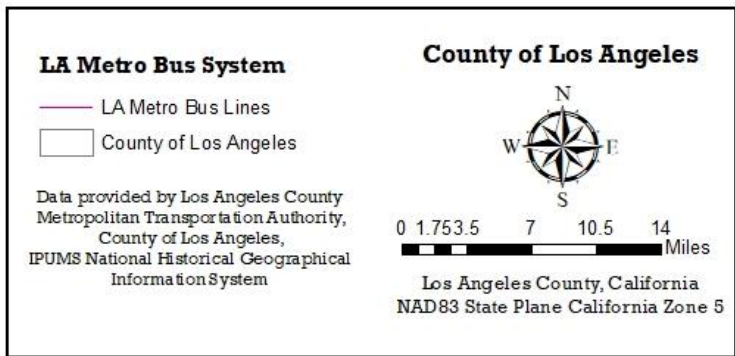 LA Metro Bus System
LA Metro Bus Lines
County of Los Angeles
Data provided by Los Angeles County
Metropolitan Transportation Authority,
County of Los Angeles,
IPUMS National Historical Geographical
Information System
County of Los Angeles
N
W E
S
0 1.75 3.5 7 10.5 14
Miles
Los Angeles County, California
NAD83 State Plane California Zone 5